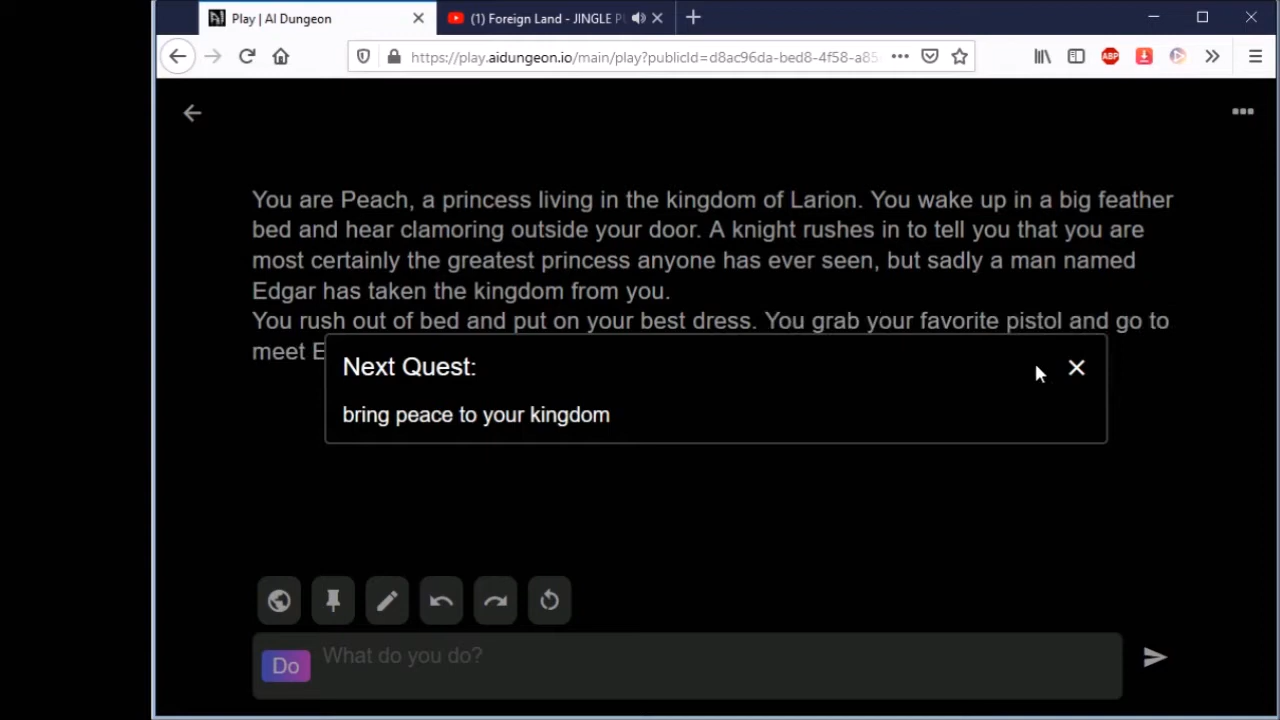 Play | AI Dungeon
(1) Foreign Land - JINGLE P
https://play.aidungeon.io/main/play?publicId=d8ac96da-bed8-4f58-a85
ABP
You are Peach, a princess living in the kingdom of Larion. You wake up in a big feather
bed and hear clamoring outside your door. A knight rushes in to tell you that you are
most certainly the greatest princess anyone has ever seen, but sadly a man named
Edgar has taken the kingdom from you.
You rush out of bed and put on your best dress. You grab your favorite pistol and go to
meet E
Next Quest:
bring peace to your kingdom
Do What do you do?